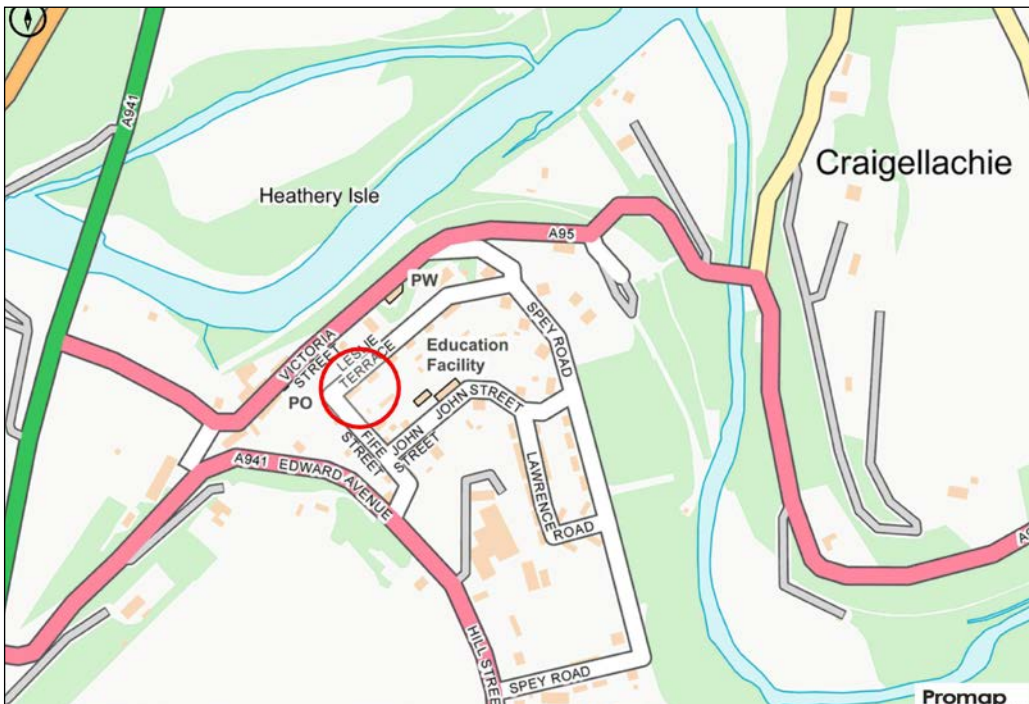 A941
Craigellachie
Heathery Isle
A95
PW
SPEY ROAD
VICTORIA
STREET
LESLIE
TERRACE
Education
Facility
PO
JOHN STREET
FIFE
STREET
JOHN
STREET
A941 EDWARD AVENUE
LAWRENCE
ROAD
HILL STREE
SPEY ROAD
Promap